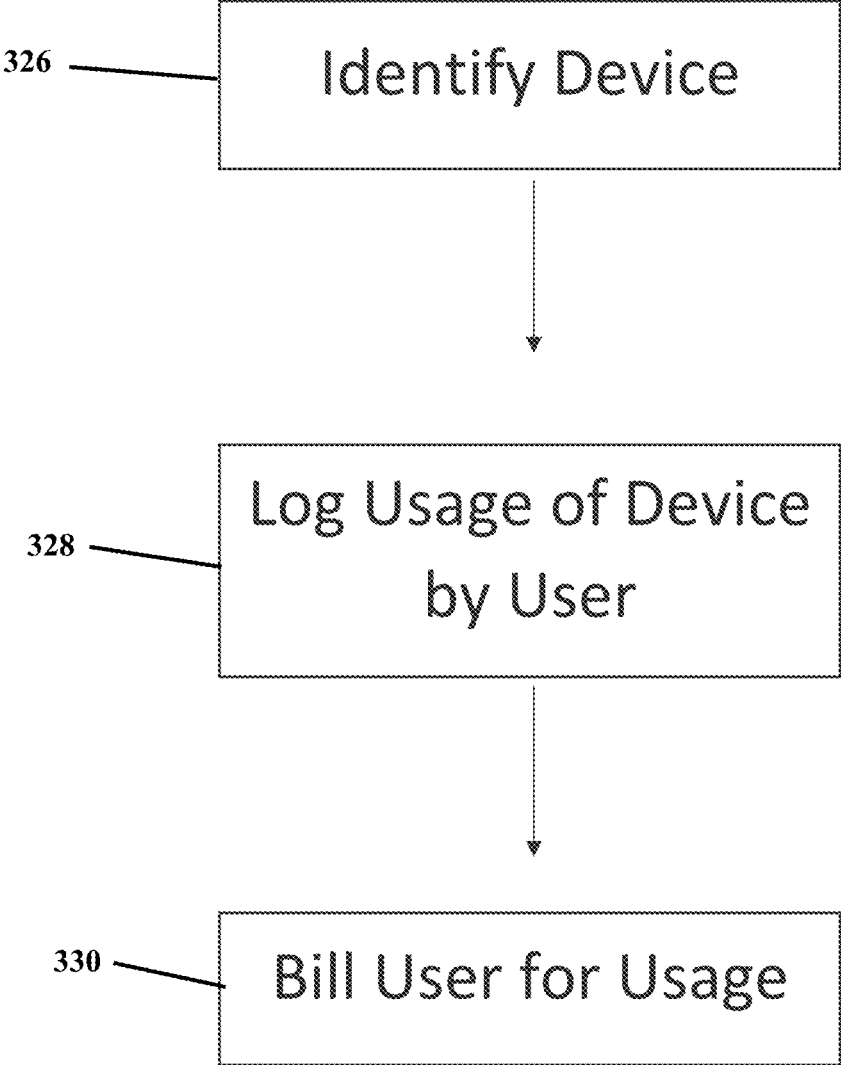 326
Identify Device
328
Log Usage of Device
by User
330
Bill User for Usage